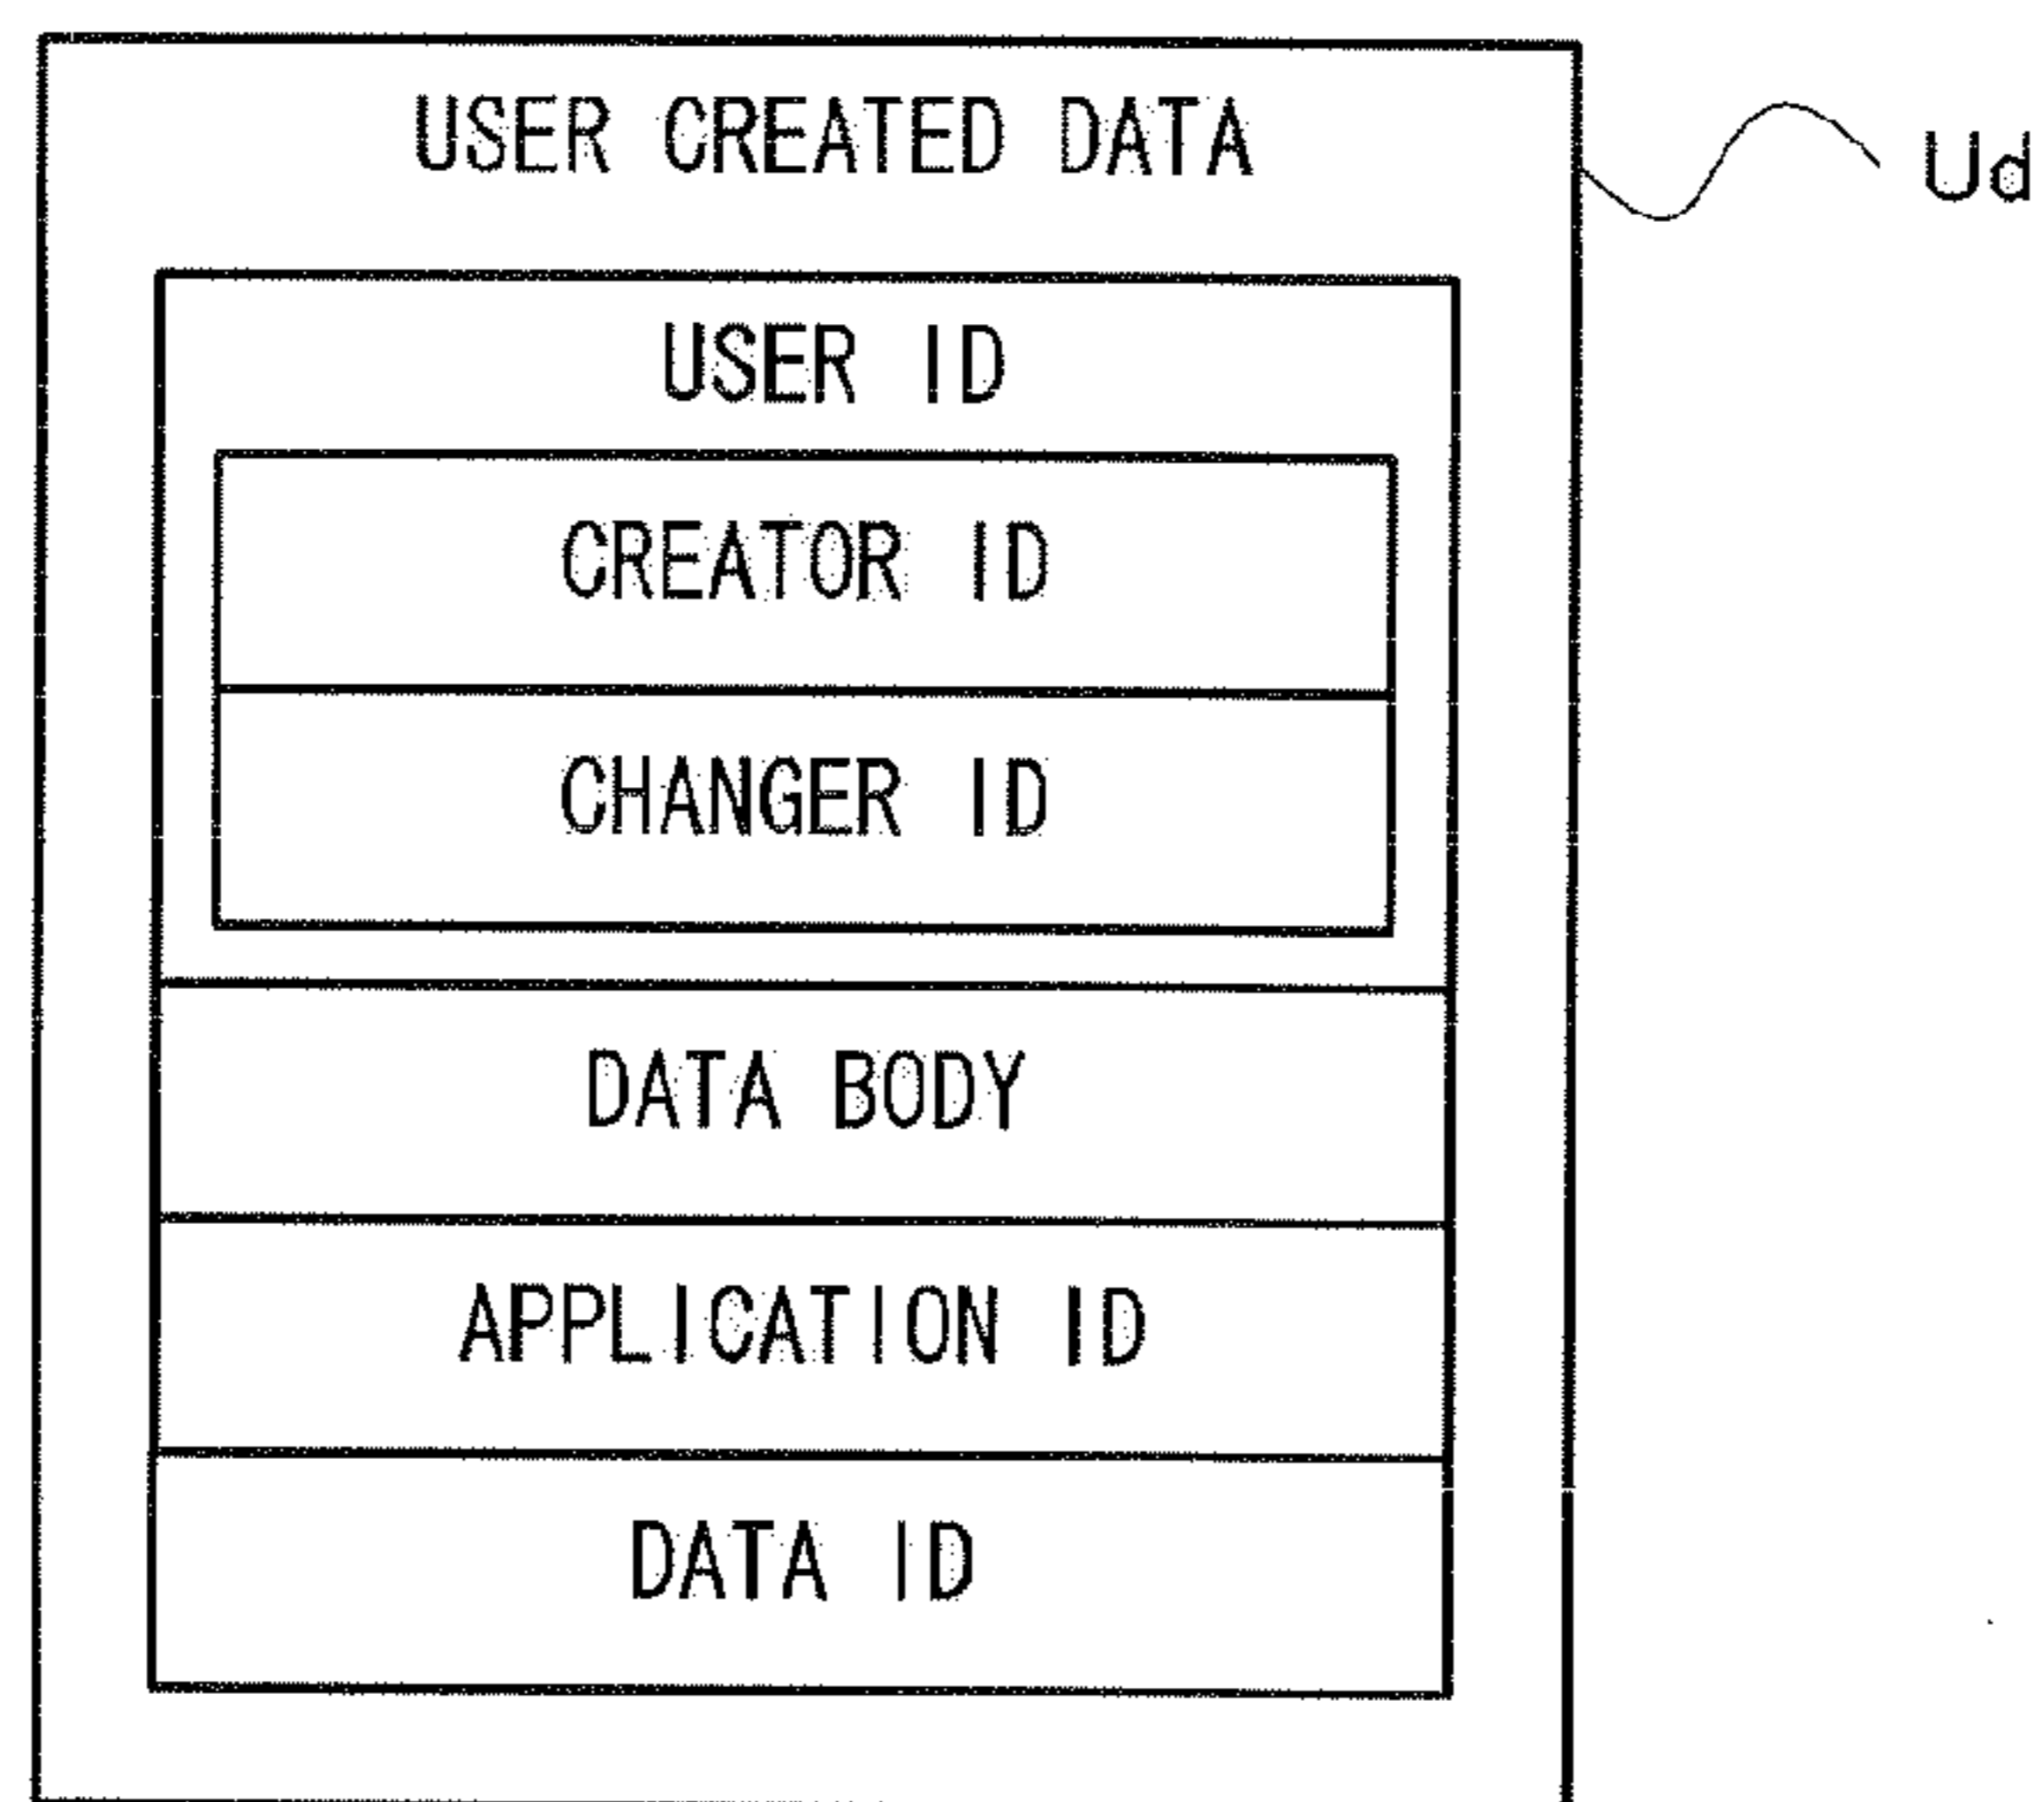 USER CREATED DATA
Ud
USER ID
CREATOR ID
CHANGER ID
DATA BODY
APPLICATION ID
DATA ID